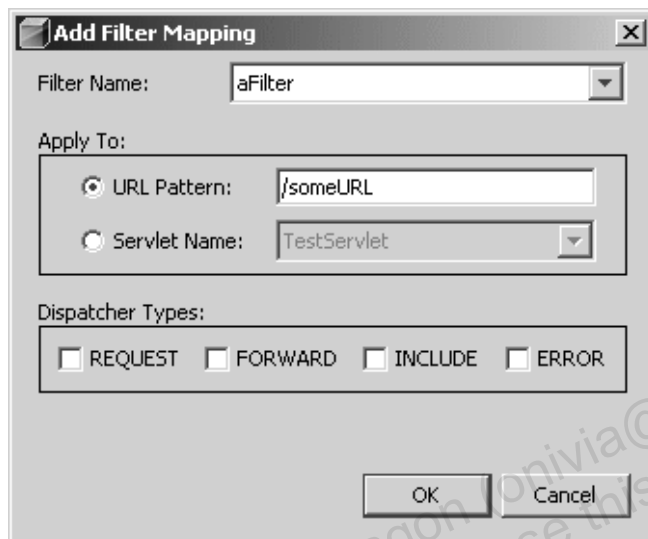 Add Filter Mapping
Filter Name: aFilter
Apply To:
URL Pattern: /someURL
Servlet Name: TestServlet
Dispatcher Types:
REQUEST FORWARD INCLUDE ERROR
OK Cancel